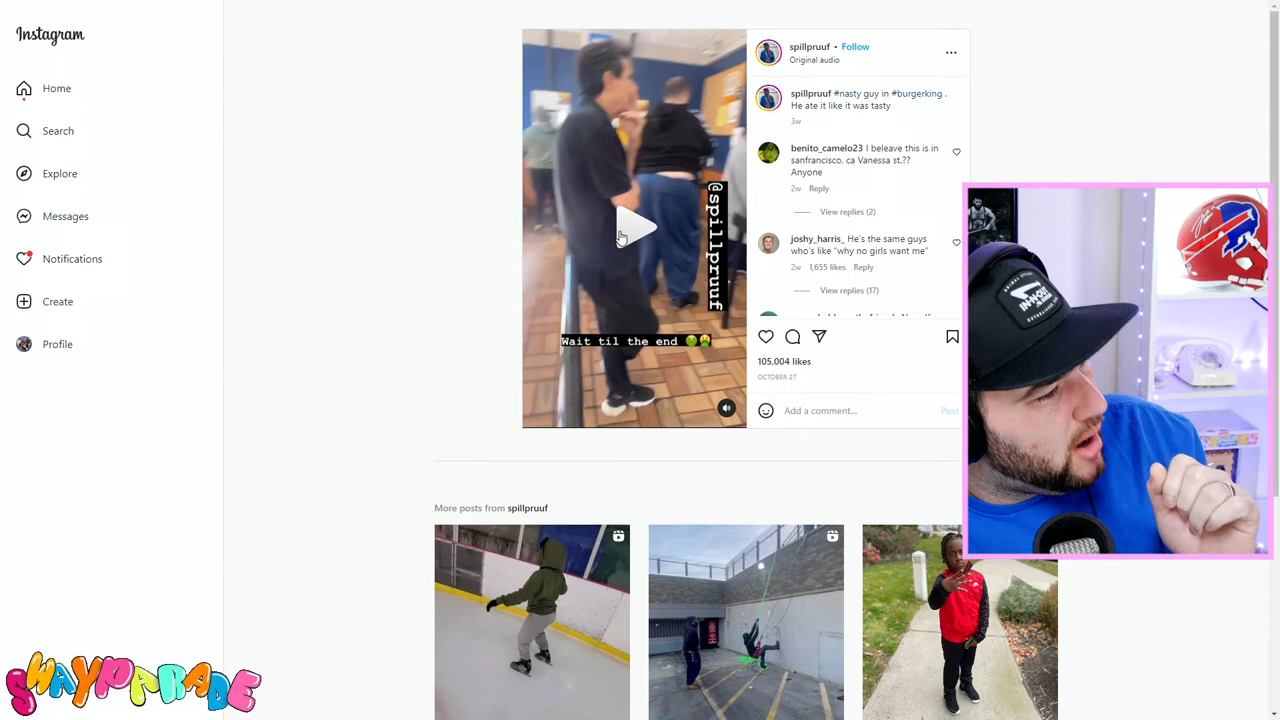 Instagram
Home
Search
Explore
Messages
Notifications
Create
Profile
@spillpruuf
Wait til the end 🤢🤮
spillpruuf • Follow
Original audio
spillpruuf #nasty guy in #burgerking .
He ate it like it was tasty
3w
benito_camelo23 I beleave this is in
sanfrancisco, ca Vanessa st.??
Anyone
2w Reply
View replies (2)
joshy_harris_ He's the same guys
who's like "why no girls want me"
2w 1,655 likes Reply
View replies (17)
105,004 likes
OCTOBER 27
Add a comment...
Post
More posts from spillpruuf
IN-N-OUT
SWAYPARADE